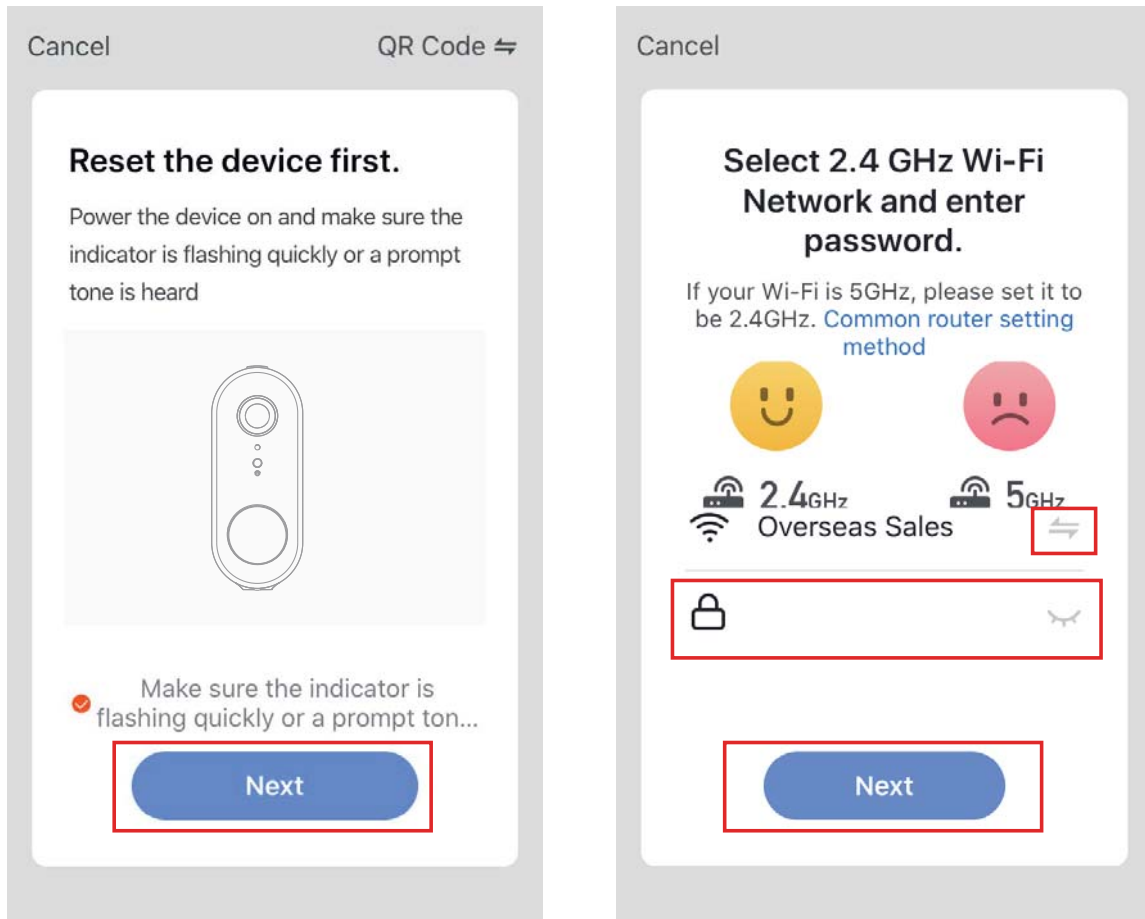 Cancel
QR Code
Reset the device first.
Power the device on and make sure the
indicator is flashing quickly or a prompt
tone is heard
Make sure the indicator is
flashing quickly or a prompt ton...
Next
Cancel
Select 2.4 GHz Wi-Fi
Network and enter
password.
If your Wi-Fi is 5GHz, please set it to
be 2.4GHz. Common router setting
method
2.4GHz
5GHz
Overseas Sales
Next